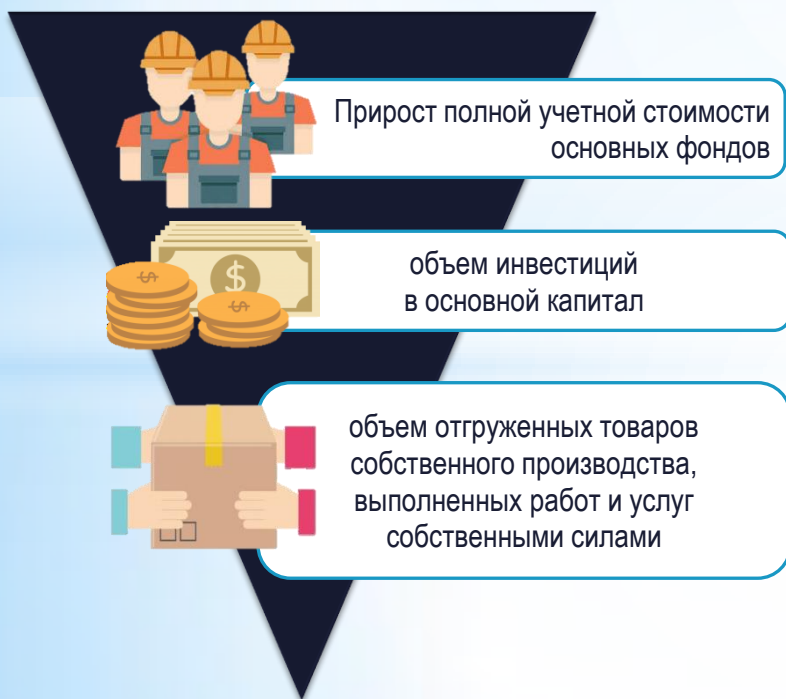 Прирост полной учетной стоимости
основных фондов
объем инвестиций
в основной капитал
объем отгруженных товаров
собственного производства,
выполненных работ и услуг
собственными силами